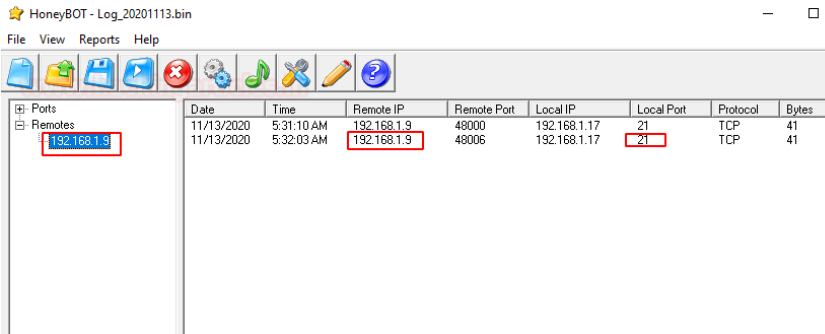 HoneyBOT - Log_20201113.bin
File View Reports Help
Ports
Remotes
192.168.1.9
Date Time Remote IP Remote Port Local IP Local Port Protocol Bytes
11/13/2020 5:31:10 AM 192.168.1.9 48000 192.168.1.17 21 TCP 41
11/13/2020 5:32:03 AM 192.168.1.9 48006 192.168.1.17 21 TCP 41